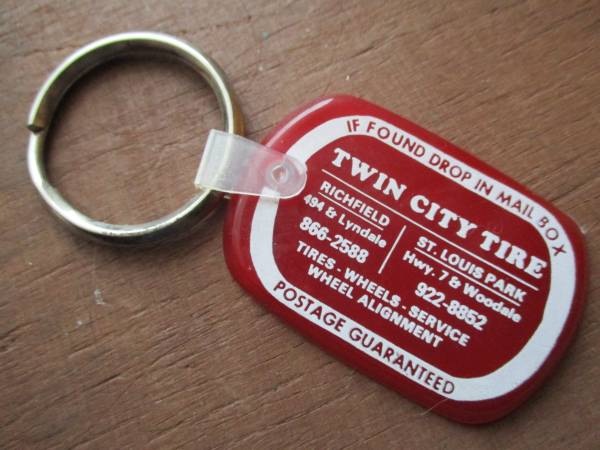 IF FOUND DROP IN MAIL BOX
TWIN CITY TIRE
RICHFIELD
494 & Lyndale
866-2588
ST. LOUIS PARK
Hwy. 7 & Woodale
922-8852
TIRES - WHEELS - SERVICE
WHEEL ALIGNMENT
POSTAGE GUARANTEED